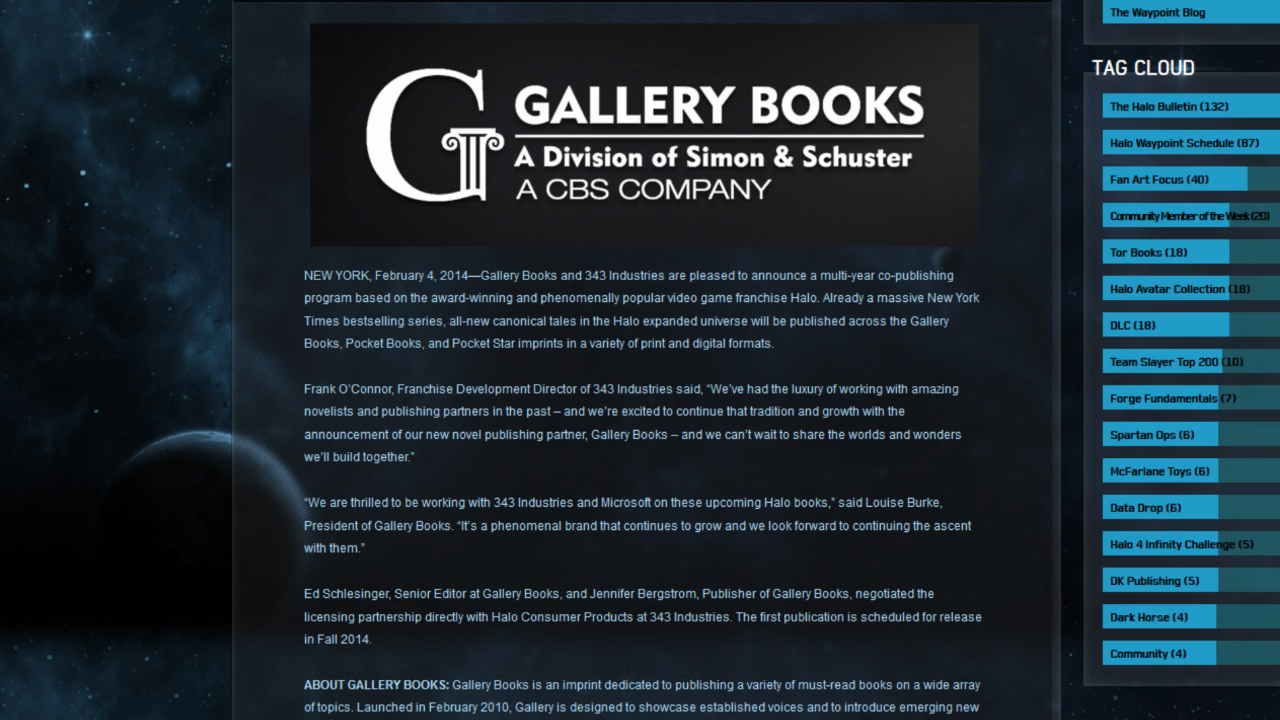 GALLERY BOOKS
A Division of Simon & Schuster
A CBS COMPANY
NEW YORK, February 4, 2014—Gallery Books and 343 Industries are pleased to announce a multi-year co-publishing
program based on the award-winning and phenomenally popular video game franchise Halo. Already a massive New York
Times bestselling series, all-new canonical tales in the Halo expanded universe will be published across the Gallery
Books, Pocket Books, and Pocket Star imprints in a variety of print and digital formats.
Frank O’Connor, Franchise Development Director of 343 Industries said, “We’ve had the luxury of working with amazing
novelists and publishing partners in the past – and we’re excited to continue that tradition and growth with the
announcement of our new novel publishing partner, Gallery Books – and we can’t wait to share the worlds and wonders
we’ll build together.”
“We are thrilled to be working with 343 Industries and Microsoft on these upcoming Halo books,” said Louise Burke,
President of Gallery Books. “It’s a phenomenal brand that continues to grow and we look forward to continuing the ascent
with them.”
Ed Schlesinger, Senior Editor at Gallery Books, and Jennifer Bergstrom, Publisher of Gallery Books, negotiated the
licensing partnership directly with Halo Consumer Products at 343 Industries. The first publication is scheduled for release
in Fall 2014.
ABOUT GALLERY BOOKS: Gallery Books is an imprint dedicated to publishing a variety of must-read books on a wide array
of topics. Launched in February 2010, Gallery is designed to showcase established voices and to introduce emerging new
The Waypoint Blog
TAG CLOUD
The Halo Bulletin (132)
Halo Waypoint Schedule (87)
Fan Art Focus (40)
Community Member of the Week (20)
Tor Books (18)
Halo Avatar Collection (18)
DLC (18)
Team Slayer Top 200 (10)
Forge Fundamentals (7)
Spartan Ops (6)
McFarlane Toys (6)
Data Drop (6)
Halo 4 Infinity Challenge (5)
DK Publishing (5)
Dark Horse (4)
Community (4)